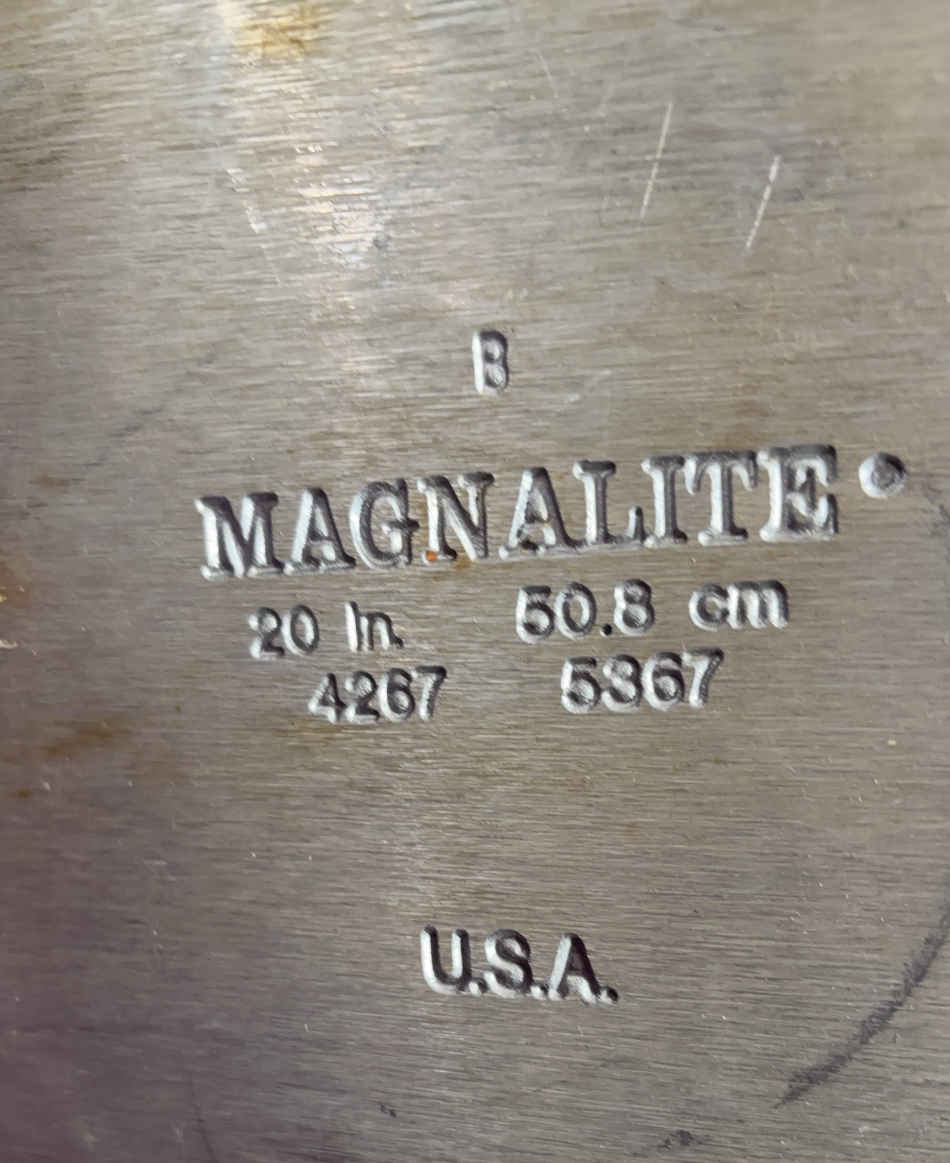 B
MAGNALITE®
20 In. 50.8 cm
4267 5367
U.S.A.